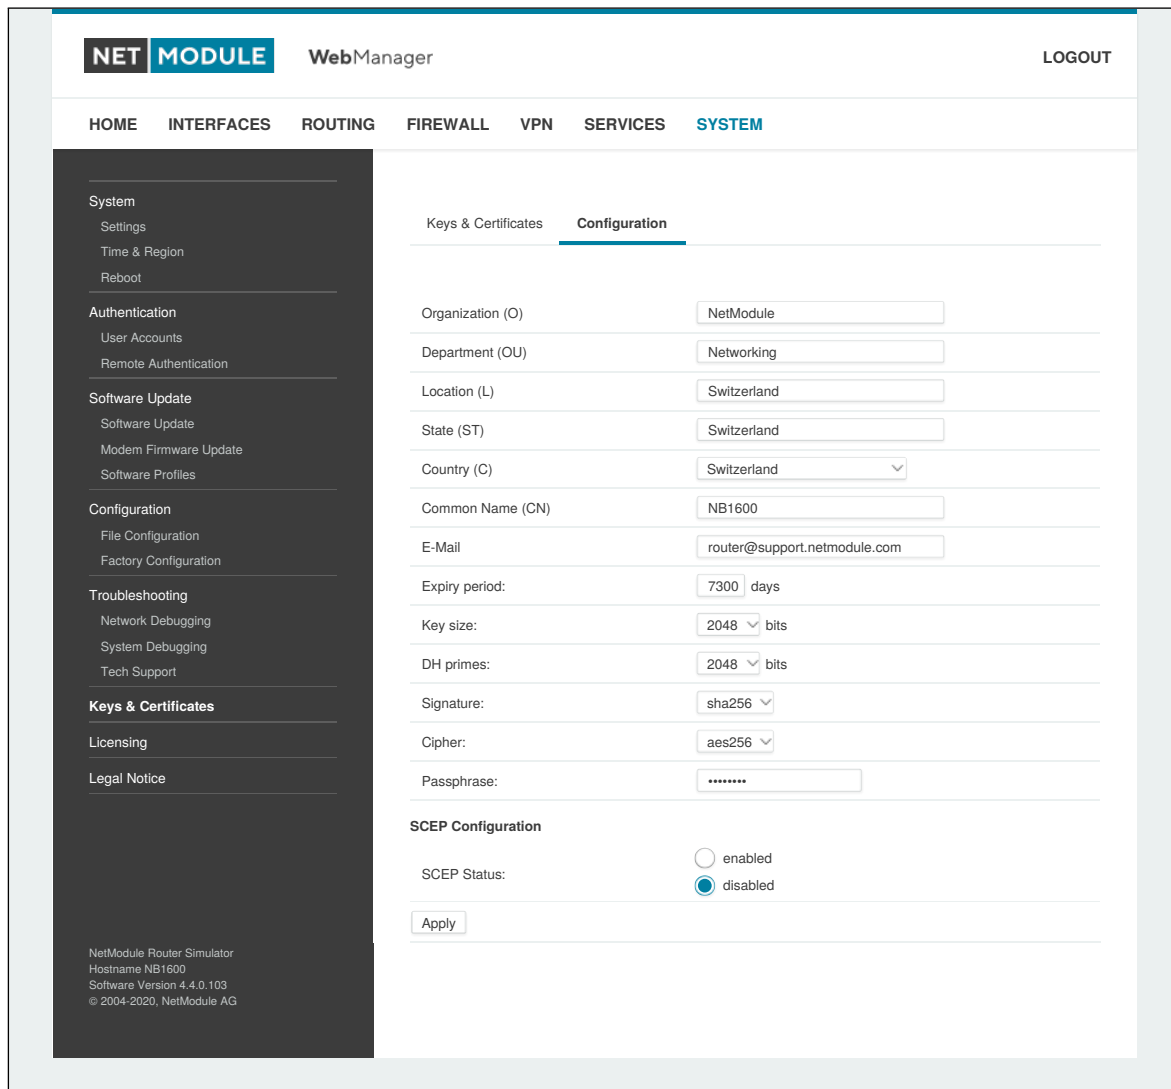 NET MODULE WebManager LOGOUT
HOME INTERFACES ROUTING FIREWALL VPN SERVICES SYSTEM
System
Settings
Time & Region
Reboot
Authentication
User Accounts
Remote Authentication
Software Update
Software Update
Modem Firmware Update
Software Profiles
Configuration
File Configuration
Factory Configuration
Troubleshooting
Network Debugging
System Debugging
Tech Support
Keys & Certificates
Licensing
Legal Notice
NetModule Router Simulator
Hostname NB1600
Software Version 4.4.0.103
© 2004-2020, NetModule AG
Keys & Certificates Configuration
Organization (O) NetModule
Department (OU) Networking
Location (L) Switzerland
State (ST) Switzerland
Country (C) Switzerland
Common Name (CN) NB1600
E-Mail router@support.netmodule.com
Expiry period: 7300 days
Key size: 2048 bits
DH primes: 2048 bits
Signature: sha256
Cipher: aes256
Passphrase: ••••••••
SCEP Configuration
enabled
SCEP Status:
disabled
Apply